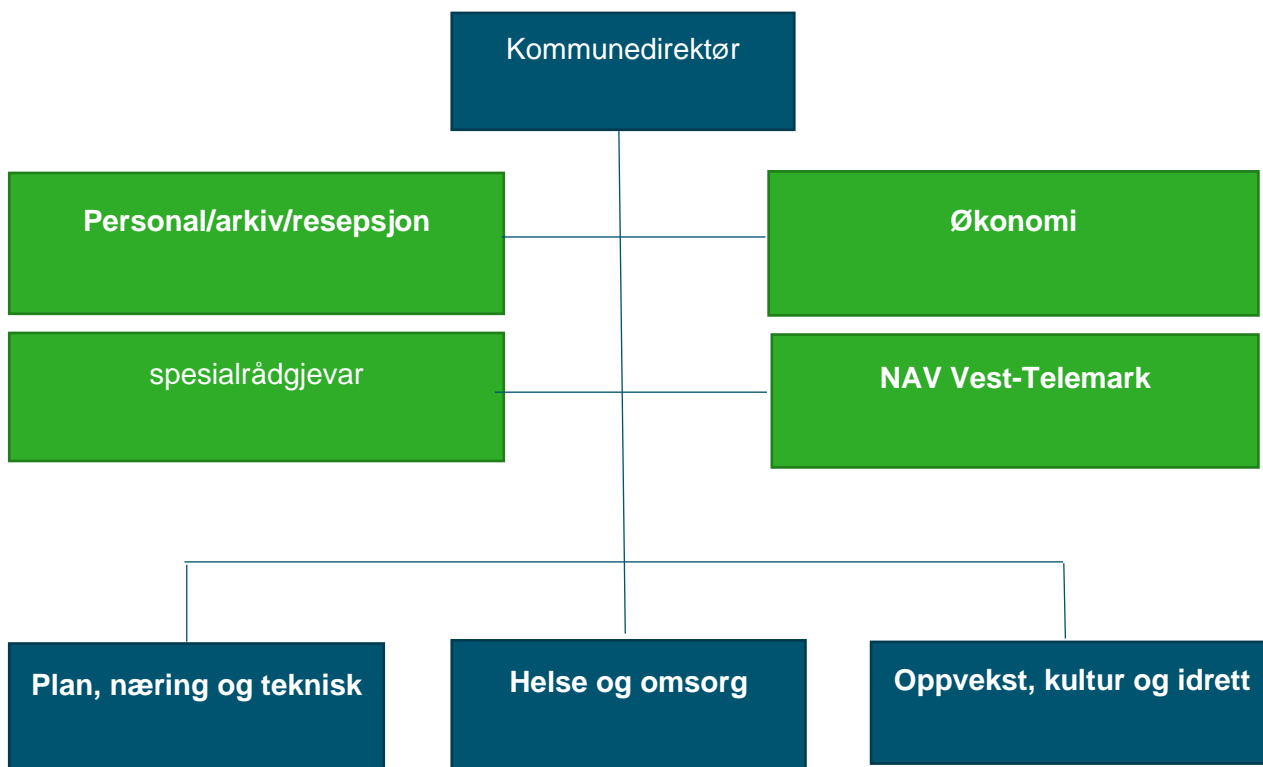 Kommunedirektør
Personal/arkiv/resepsjon
Økonomi
spesialrådgjevar
NAV Vest-Telemark
Plan, næring og teknisk
Helse og omsorg
Oppvekst, kultur og idrett